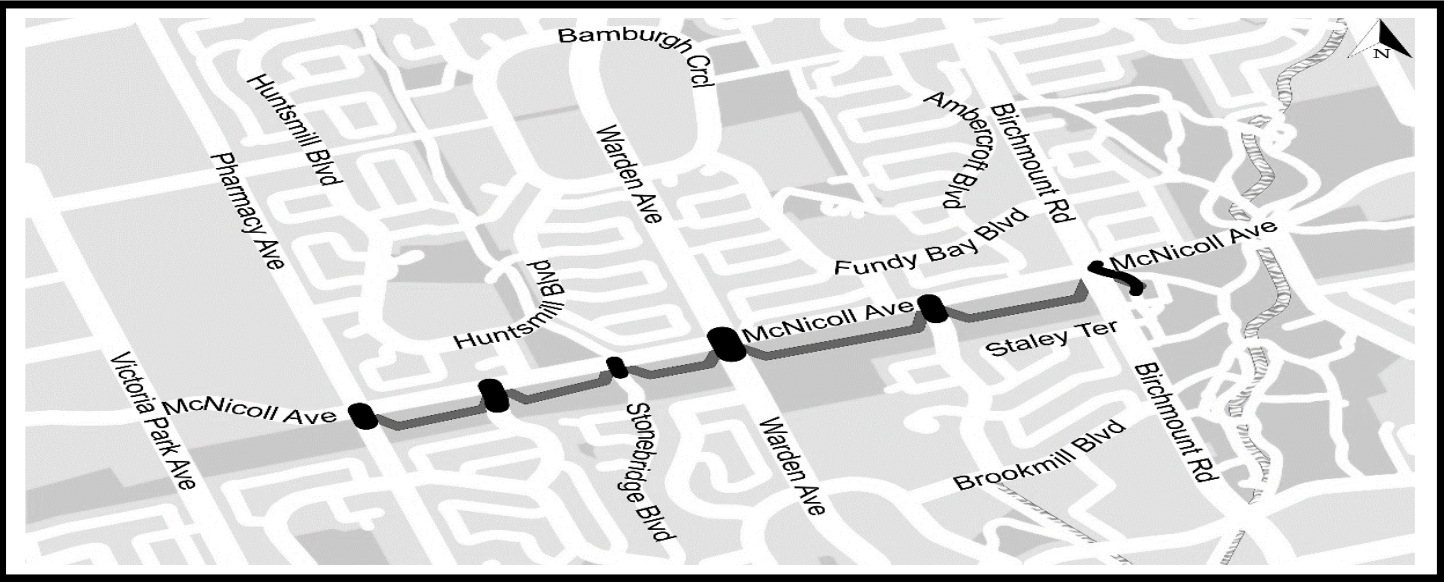 Bamburgh Crcl
N
Huntsmill Blvd
Ambercroft Blvd
Birchmount Rd
Warden Ave
Pharmacy Ave
Fundy Bay Blvd
McNicoll Ave
Huntsmill Blvd
McNicoll Ave
Staley Ter
Victoria Park Ave
McNicoll Ave
Birchmount Rd
Stonebridge Blvd
Warden Ave
Brookmill Blvd